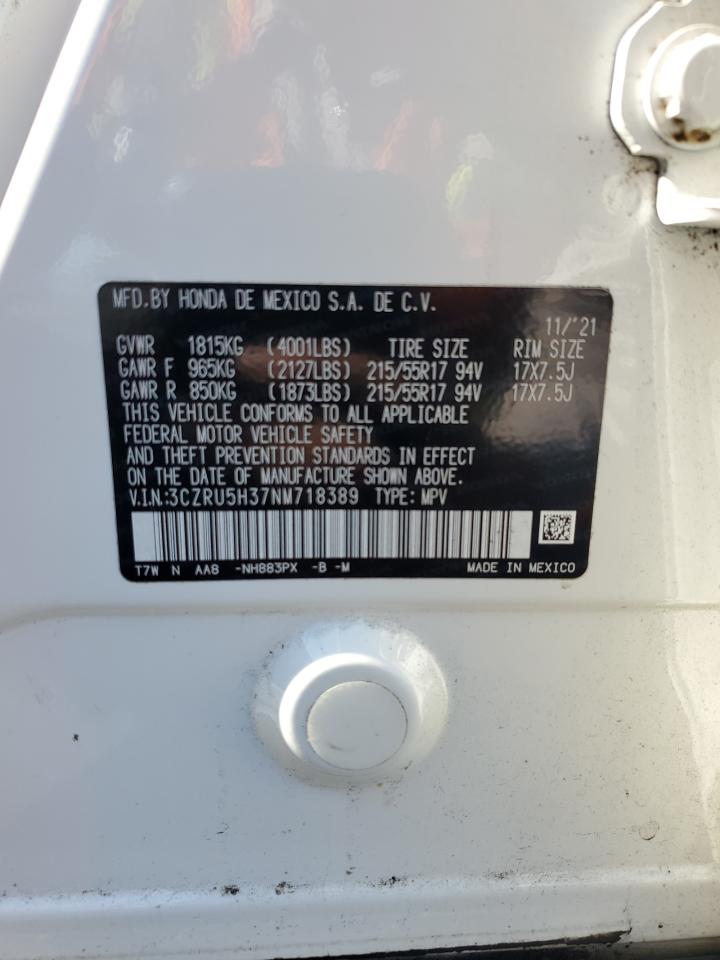 MFD.BY HONDA DE MEXICO S.A. DE C.V.
11/'21
GVWR 1815KG (4001LBS) TIRE SIZE RIM SIZE
GAWR F 965KG (2127LBS) 215/55R17 94V 17X7.5J
GAWR R 850KG (1873LBS) 215/55R17 94V 17X7.5J
THIS VEHICLE CONFORMS TO ALL APPLICABLE
FEDERAL MOTOR VEHICLE SAFETY
AND THEFT PREVENTION STANDARDS IN EFFECT
ON THE DATE OF MANUFACTURE SHOWN ABOVE.
V.I.N.:3CZRU5H37NM718389 TYPE: MPV
T7W N AA8 -NH883PX -B -M MADE IN MEXICO